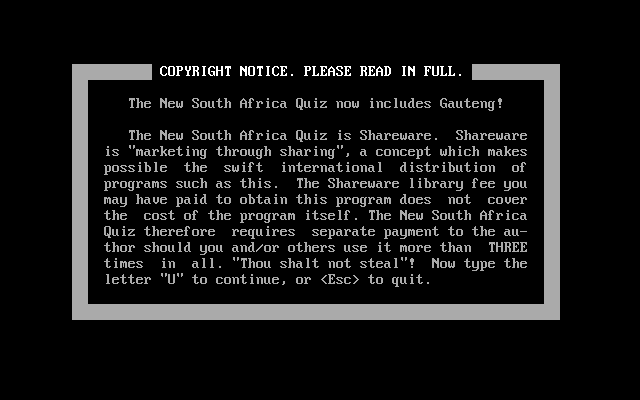 COPYRIGHT NOTICE. PLEASE READ IN FULL.
The New South Africa Quiz now includes Gauteng!
The New South Africa Quiz is Shareware.  Shareware
is "marketing through sharing", a concept which makes
possible  the  swift  international  distribution  of
programs such as this.  The Shareware library fee you
may have paid to obtain this program does  not  cover
the  cost of the program itself. The New South Africa
Quiz therefore  requires  separate payment to the au-
thor should you and/or others use it more than  THREE
times  in  all. "Thou shalt not steal"!  Now type the
letter "U" to continue, or <Esc> to quit.